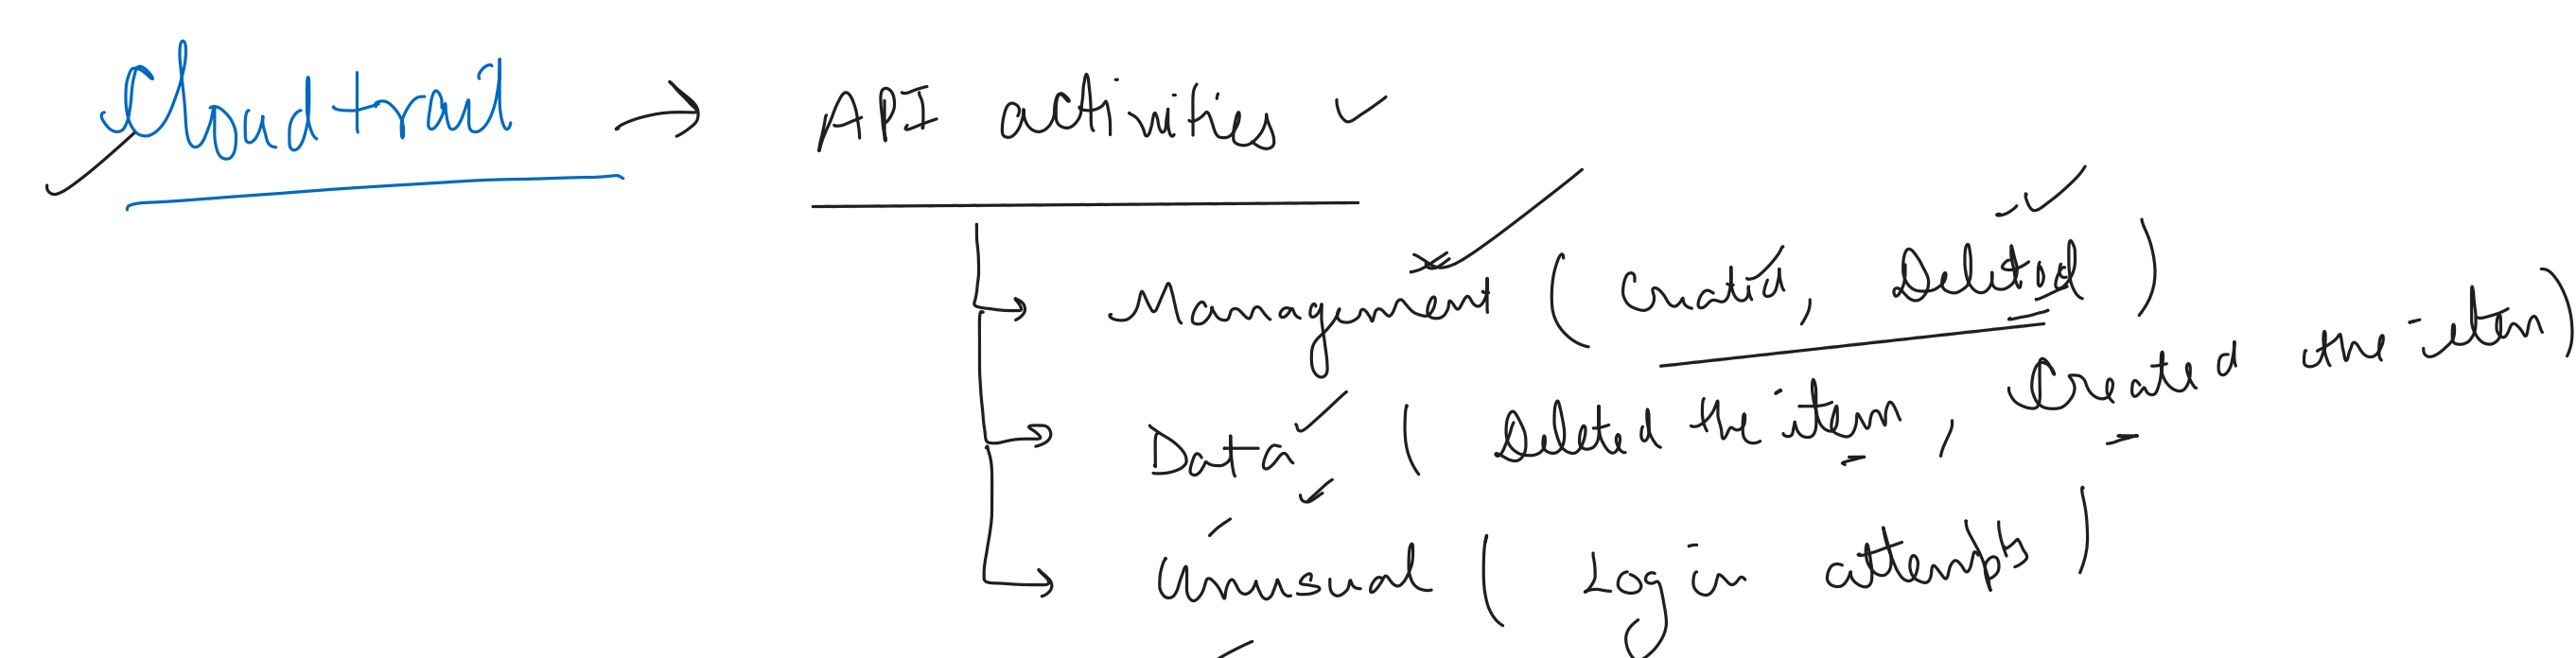 Cloudtrail → API activities ✓
Management (Created, Deleted)
Data (Deleted the item, Created the item)
Unusual (Log in attempts)